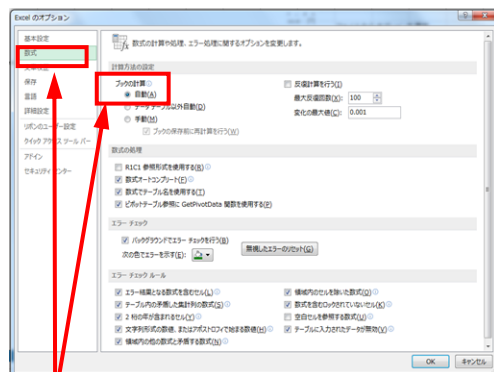 Excel のオプション
基本設定
数式
保存
言語
詳細設定
リボンのユーザー設定
クイック アクセス ツール バー
アドイン
セキュリティ センター
数式の計算や処理、エラー処理に関するオプションを変更します。
計算方法の設定
ブックの計算
自動(A)
データ テーブル以外自動(D)
手動(M)
ブックの保存前に再計算を行う(W)
反復計算を行う(I)
最大反復回数(X): 100
変化の最大値(C): 0.001
数式の処理
R1C1 参照形式を使用する(R)
数式オートコンプリート(F)
数式でテーブル名を使用する(T)
ピボットテーブル参照に GetPivotData 関数を使用する(P)
エラー チェック
バックグラウンドでエラー チェックを行う(B)
次の色でエラーを示す(E):
無視したエラーのリセット(G)
エラー チェック ルール
エラー結果となる数式を含むセル(L)
テーブル内の矛盾した集計列の数式(S)
2 桁の年が含まれるセル(Y)
文字列形式の数値、またはアポストロフィで始まる数値(H)
領域内の他の数式と矛盾する数式(N)
領域内のセルを除いた数式(O)
数式を含むロックされていないセル(K)
空白セルを参照する数式(U)
テーブルに入力されたデータが無効(V)
OK
キャンセル